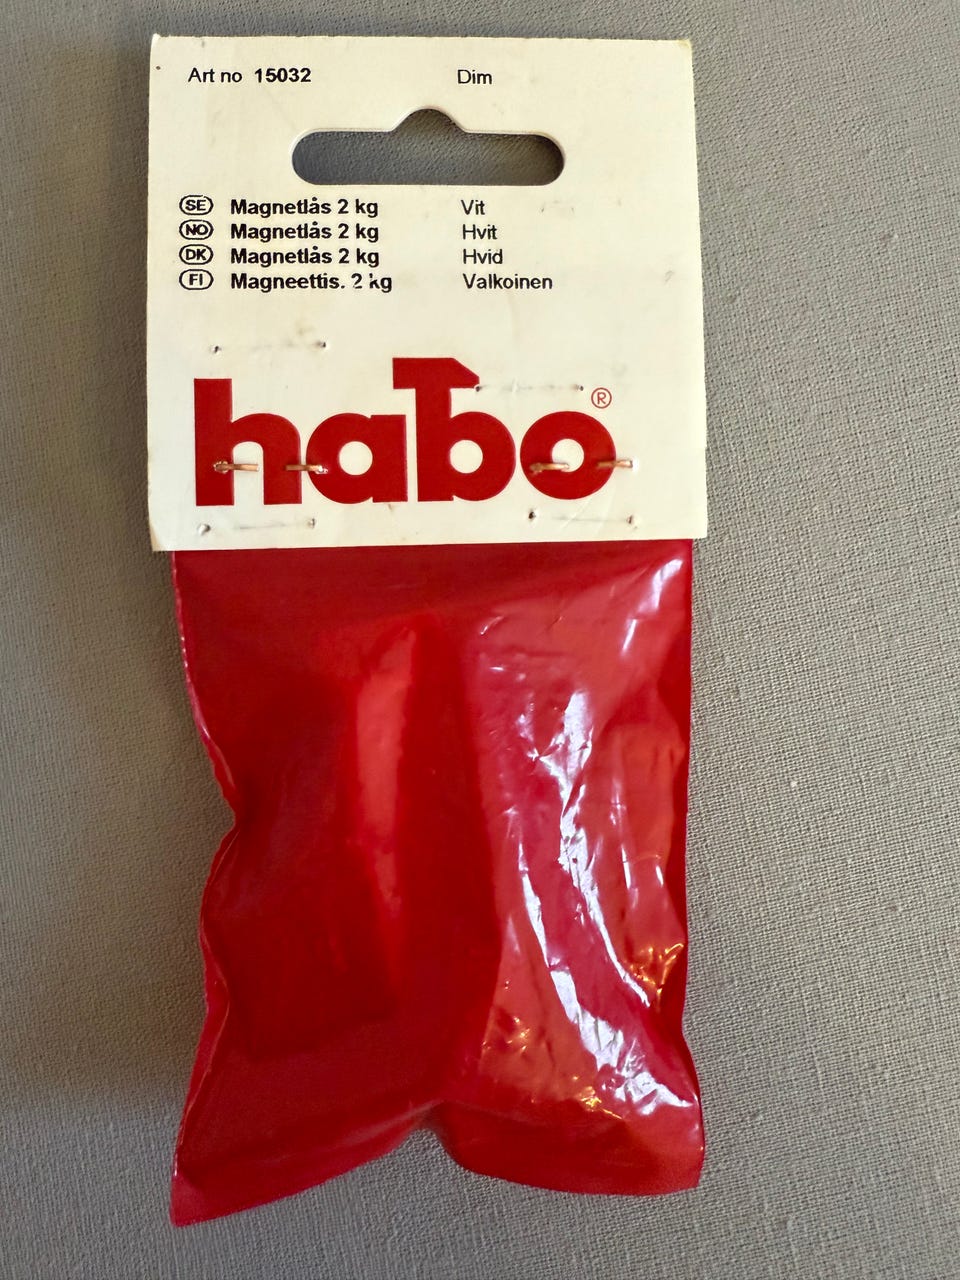 Art no 15032 Dim
SE Magnetlås 2 kg Vit
NO Magnetlås 2 kg Hvit
DK Magnetlås 2 kg Hvid
FI Magneettis. 2 kg Valkoinen
habo®